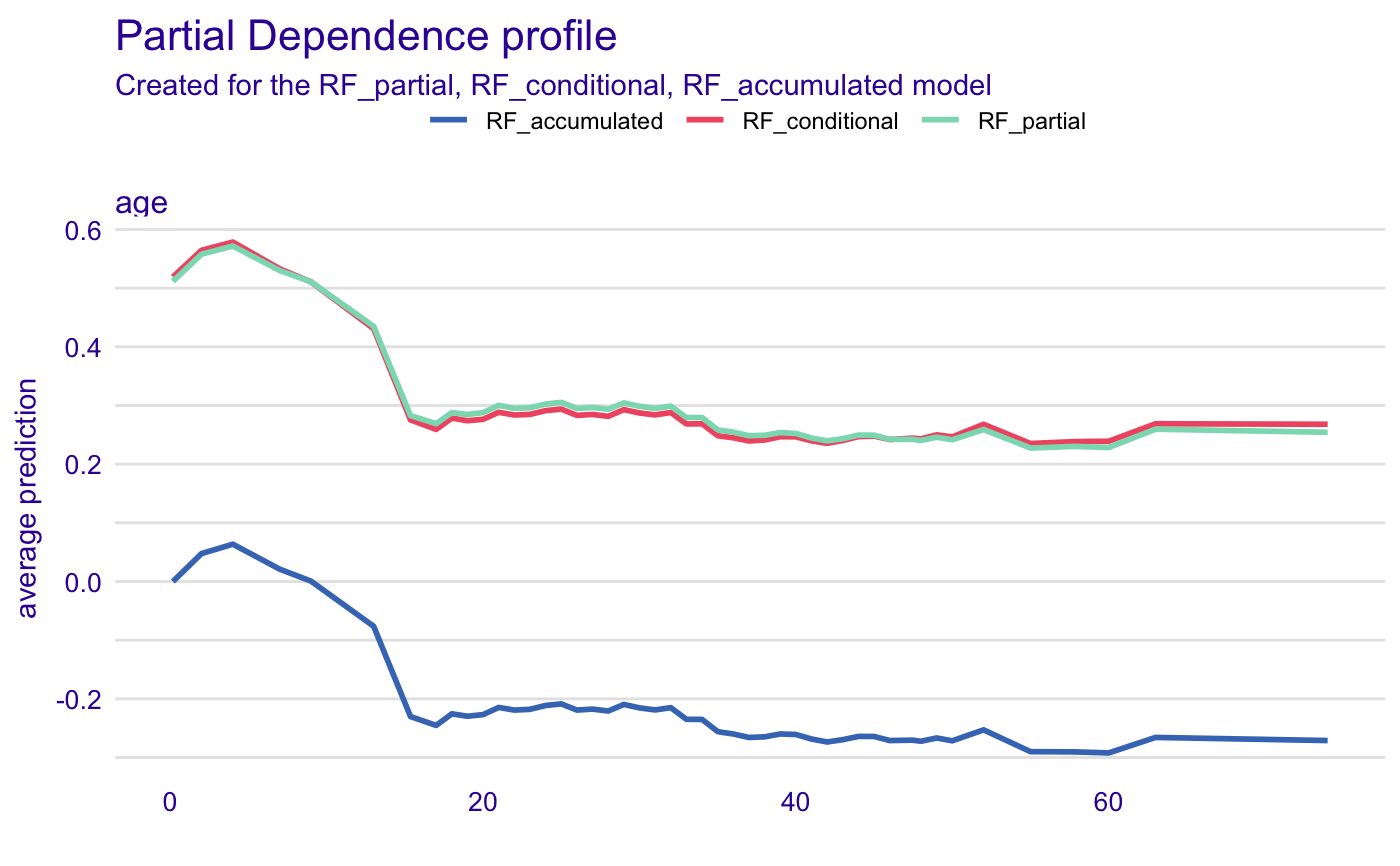 Partial Dependence profile
Created for the RF_partial, RF_conditional, RF_accumulated model
RF_accumulated RF_conditional RF_partial
age
average prediction
0.6
0.4
0.2
0.0
-0.2
0 20 40 60